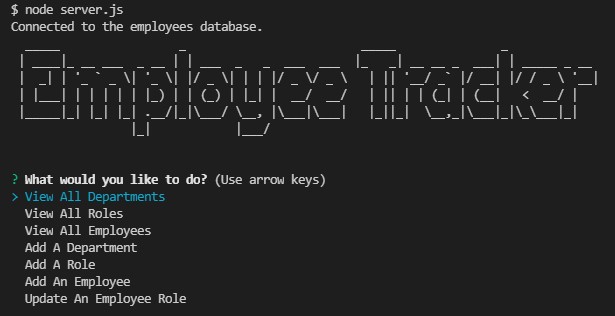 $ node server.js
Connected to the employees database.
Employee Tracker
? What would you like to do? (Use arrow keys)
> View All Departments
View All Roles
View All Employees
Add A Department
Add A Role
Add An Employee
Update An Employee Role